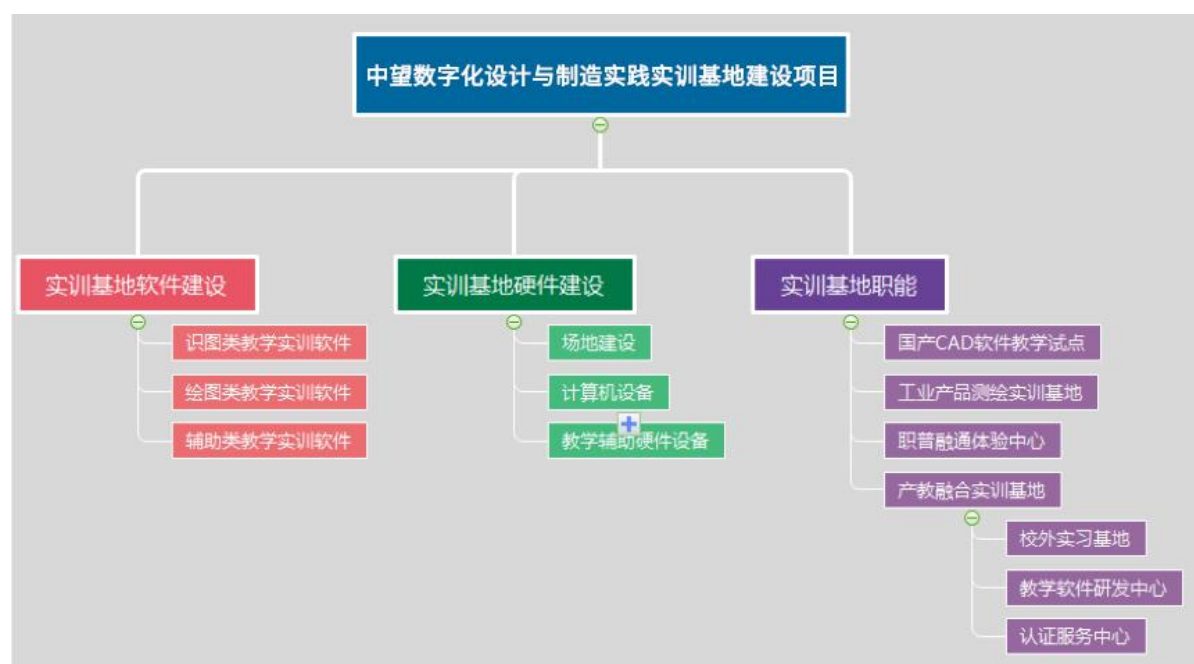 中望数字化设计与制造实践实训基地建设项目
实训基地软件建设
识图类教学实训软件
绘图类教学实训软件
辅助类教学实训软件
实训基地硬件建设
场地建设
计算机设备
教学辅助硬件设备
实训基地职能
国产CAD软件教学试点
工业产品测绘实训基地
职普融通体验中心
产教融合实训基地
校外实习基地
教学软件研发中心
认证服务中心